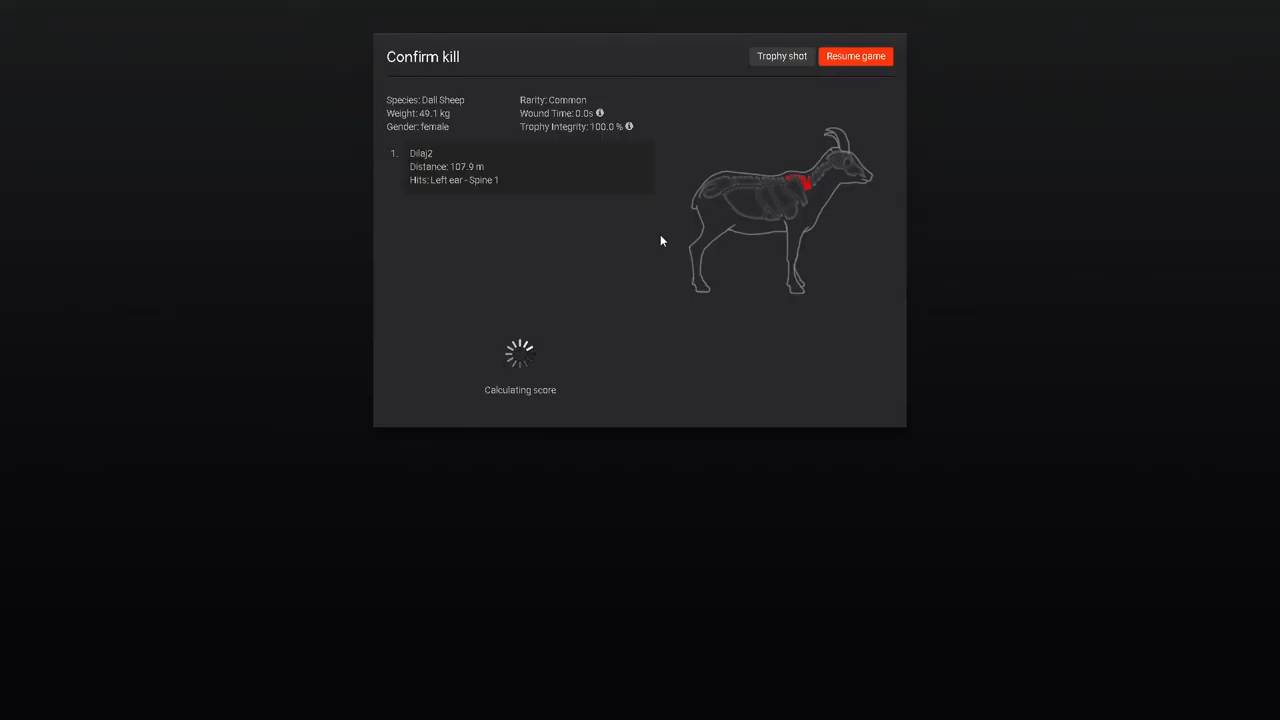 Confirm kill
Trophy shot
Resume game
Species: Dall Sheep
Weight: 49.1 kg
Gender: female
Rarity: Common
Wound Time: 0.0s
Trophy Integrity: 100.0 %
1. Dilaj2
Distance: 107.9 m
Hits: Left ear - Spine 1
Calculating score